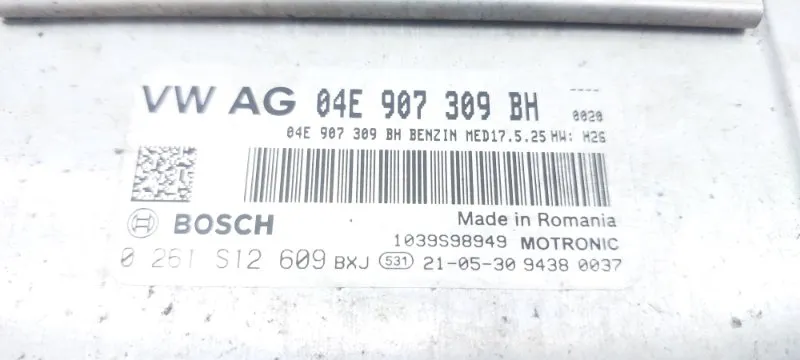 VW AG 04E 907 309 BH
0020
04E 907 309 BH BENZIN MED17.5.25 HW: H26
BOSCH
Made in Romania
1039S98949 MOTRONIC
0 261 S12 609 BXJ 531 21-05-30 9438 0037